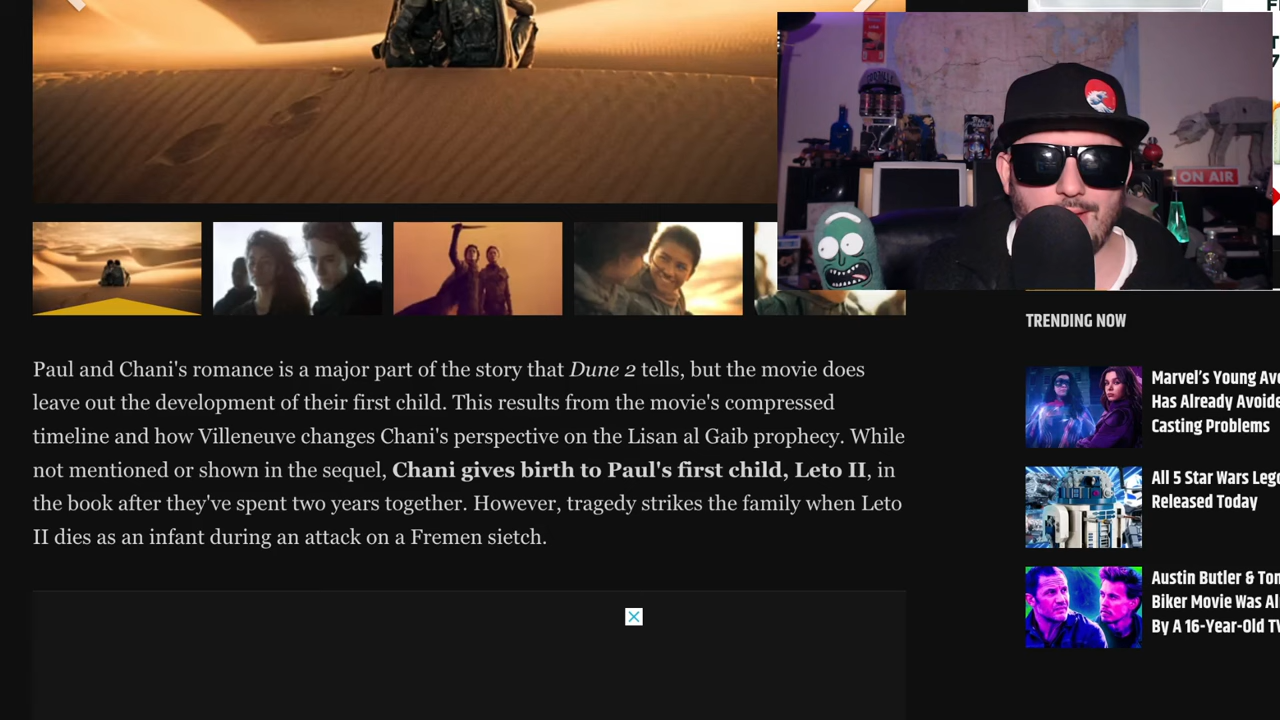 ON AIR
Paul and Chani's romance is a major part of the story that Dune 2 tells, but the movie does
leave out the development of their first child. This results from the movie's compressed
timeline and how Villeneuve changes Chani's perspective on the Lisan al Gaib prophecy. While
not mentioned or shown in the sequel, Chani gives birth to Paul's first child, Leto II, in
the book after they've spent two years together. However, tragedy strikes the family when Leto
II dies as an infant during an attack on a Fremen sietch.
TRENDING NOW
Marvel's Young
Has Already
Casting Problems
All 5 Star Wars
Released Today
Austin Butler &
Biker Movie Was
By A 16-Year-Old